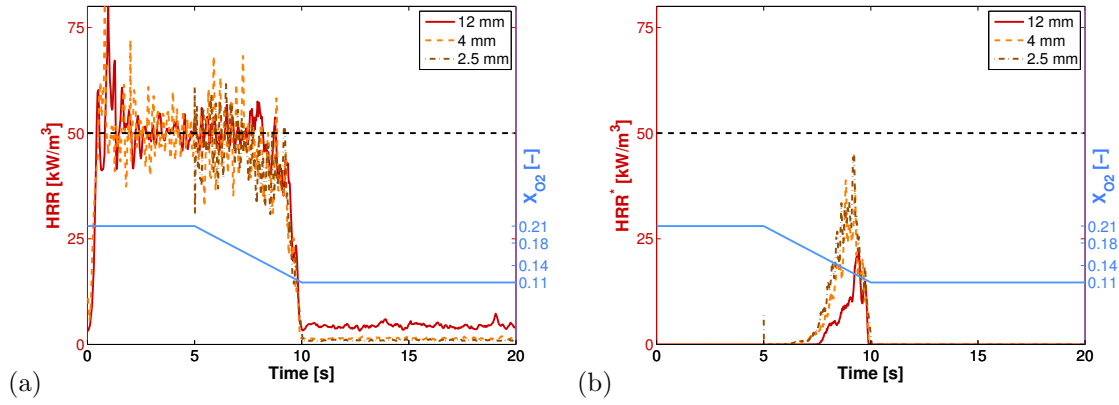 75
50
25
0
HRR [kW/m3]
12 mm
4 mm
2.5 mm
0.21
0.18
0.14
0.11
XO2 [−]
0 5 10 15 20
Time [s]
(a)
75
50
25
0
HRR* [kW/m3]
12 mm
4 mm
2.5 mm
0.21
0.18
0.14
0.11
XO2 [−]
0 5 10 15 20
Time [s]
(b)